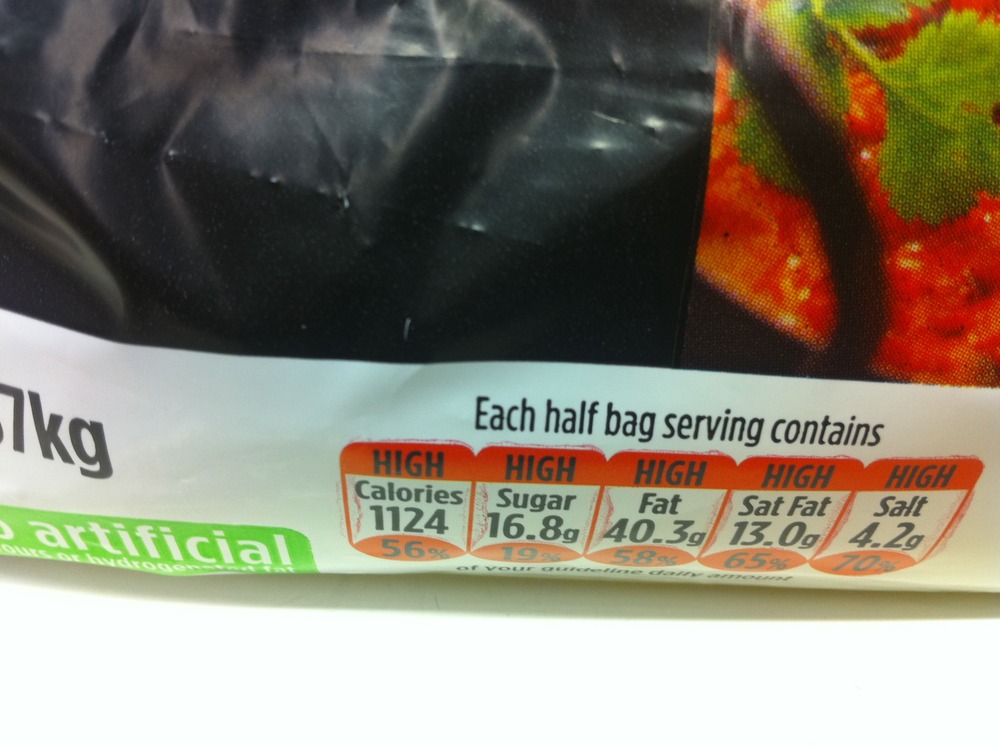 7kg
artificial
Each half bag serving contains
HIGH HIGH HIGH HIGH HIGH
Calories Sugar Fat Sat Fat Salt
1124 16.8g 40.3g 13.0g 4.2g
56% 19% 58% 65% 70%
of your guideline daily amount